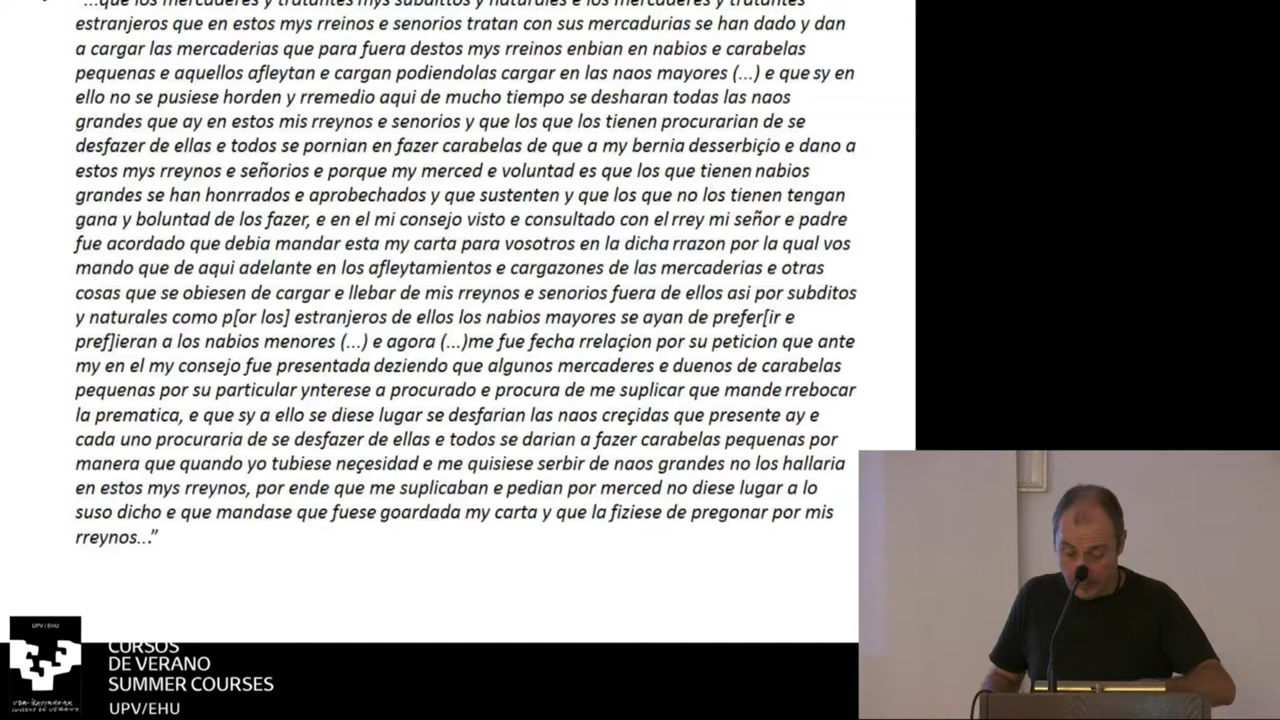 "...que los mercaderes y tratantes mys subditos y naturales e los mercaderes y tratantes
estranjeros que en estos mys rreinos e senorios tratan con sus mercadurias se han dado y dan
a cargar las mercaderias que para fuera destos mys rreinos enbian en nabios e carabelas
pequenas e aquellos afleytan e cargan podiendolas cargar en las naos mayores (...) e que sy en
ello no se pusiese horden y rremedio aqui de mucho tiempo se desharan todas las naos
grandes que ay en estos mis rreynos e senorios y que los que los tienen procurarian de se
desfazer de ellas e todos se pornian en fazer carabelas de que a my bernia desserbiçio e dano a
estos mys rreynos e señorios e porque my merced e voluntad es que los que tienen nabios
grandes se han honrrados e aprobechados y que sustenten y que los que no los tienen tengan
gana y boluntad de los fazer, e en el mi consejo visto e consultado con el rrey mi señor e padre
fue acordado que debia mandar esta my carta para vosotros en la dicha rrazon por la qual vos
mando que de aqui adelante en los afleytamientos e cargazones de las mercaderias e otras
cosas que se obiesen de cargar e llebar de mis rreynos e senorios fuera de ellos asi por subditos
y naturales como p[or los] estranjeros de ellos los nabios mayores se ayan de prefer[ir e
pref]ieran a los nabios menores (...) e agora (...)me fue fecha rrelaçion por su peticion que ante
my en el my consejo fue presentada deziendo que algunos mercaderes e duenos de carabelas
pequenas por su particular ynterese a procurado e procura de me suplicar que mande rrebocar
la prematica, e que sy a ello se diese lugar se desfarian las naos creçidas que presente ay e
cada uno procuraria de se desfazer de ellas e todos se darian a fazer carabelas pequenas por
manera que quando yo tubiese neçesidad e me quisiese serbir de naos grandes no los hallaria
en estos mys rreynos, por ende que me suplicaban e pedian por merced no diese lugar a lo
suso dicho e que mandase que fuese goardada my carta y que la fiziese de pregonar por mis
rreynos..."
UPV / EHU
CURSOS
DE VERANO
SUMMER COURSES
UPV/EHU